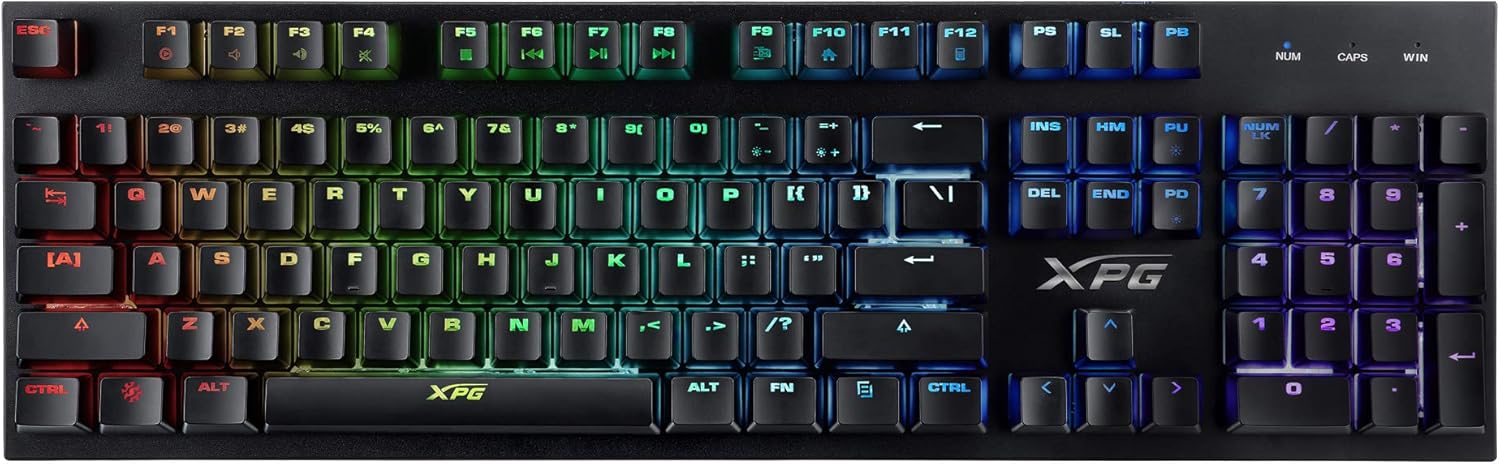 ESC F1 F2 F3 F4 F5 F6 F7 F8 F9 F10 F11 F12 PS SL PB
NUM CAPS WIN
`~ 1! 2@ 3# 4$ 5% 6^ 7& 8* 9( 0) -_ =+ INS HM PU NUM LK / * -
Q W E R T Y U I O P [{ ]} \| DEL END PD 7 8 9 +
[A] A S D F G H J K L ;: '" XPG 4 5 6
Z X C V B N M ,< .> /? 1 2 3
CTRL ALT XPG ALT FN CTRL 0 .